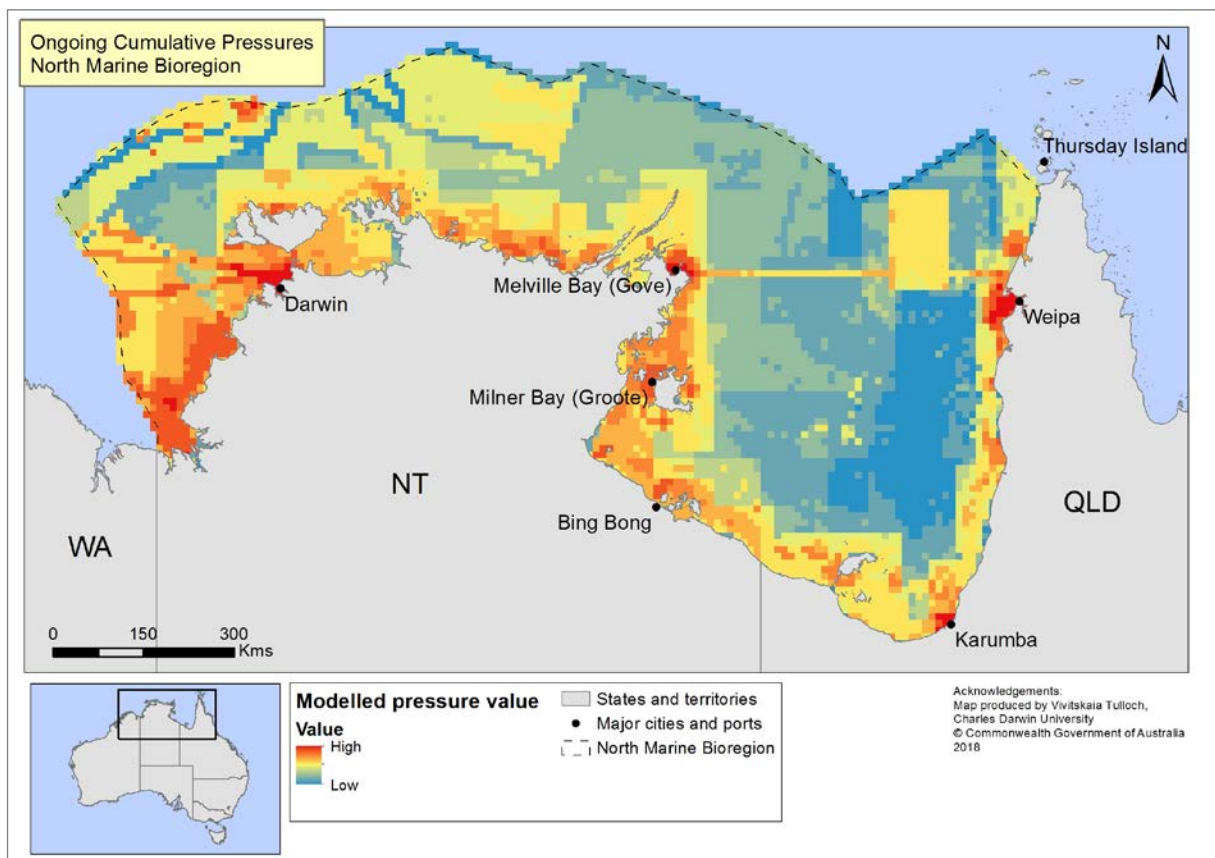 Ongoing Cumulative Pressures
North Marine Bioregion
N
Thursday Island
Darwin
Melville Bay (Gove)
Weipa
Milner Bay (Groote)
NT
Bing Bong
QLD
WA
Karumba
0 150 300
Kms
Modelled pressure value
Value
High
Low
States and territories
Major cities and ports
North Marine Bioregion
Acknowledgements:
Map produced by Vivitskaia Tulloch,
Charles Darwin University
© Commonwealth Government of Australia
2018